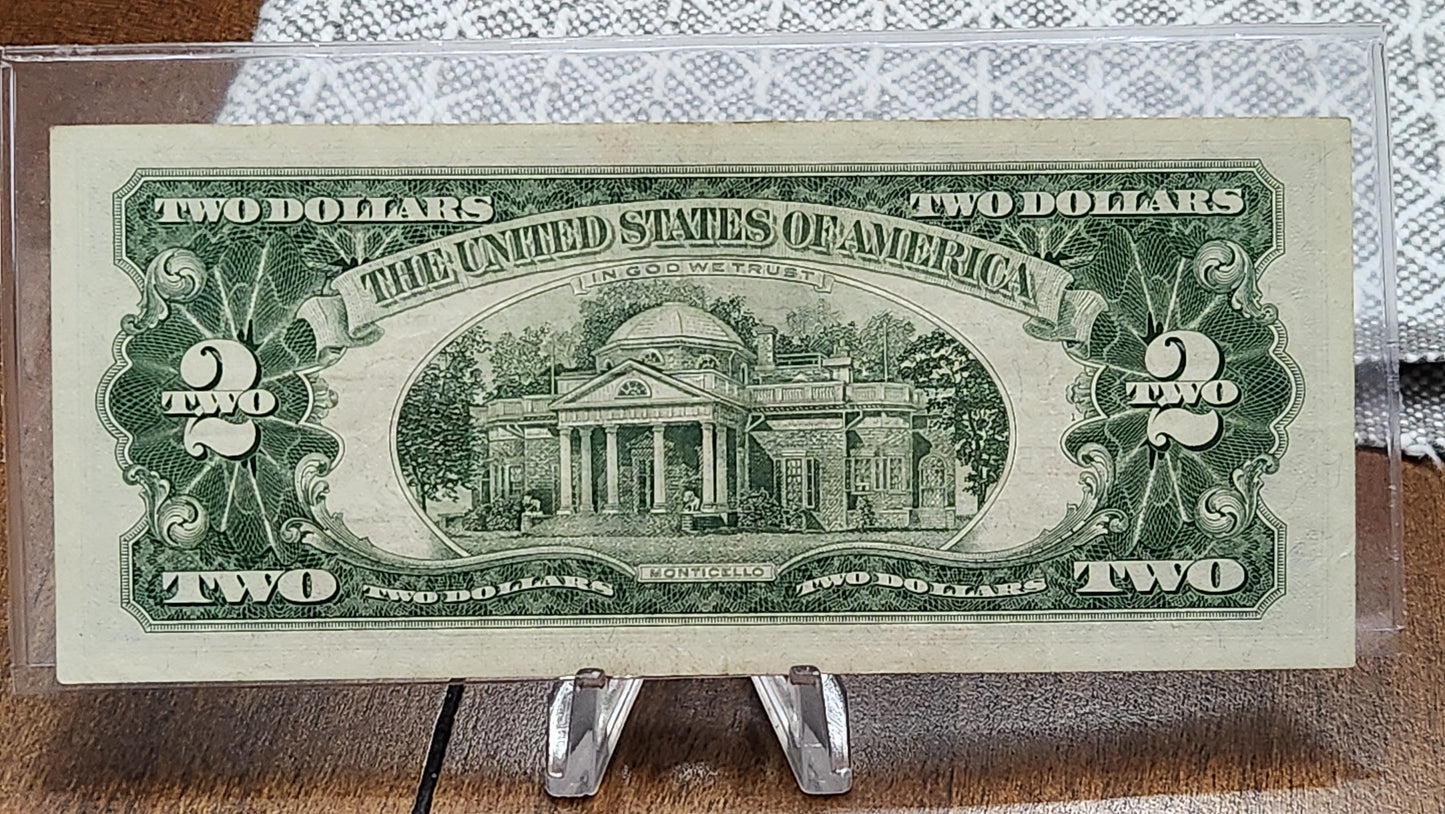 TWO DOLLARS
TWO DOLLARS
THE UNITED STATES OF AMERICA
IN GOD WE TRUST
2
TWO
2
TWO
MONTICELLO
TWO
TWO DOLLARS
TWO DOLLARS
TWO